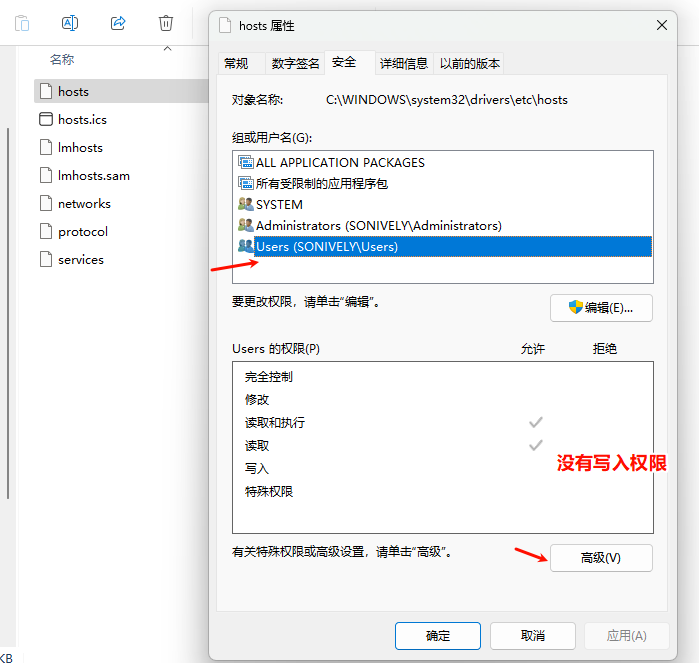 hosts 属性
名称
hosts
hosts.ics
lmhosts
lmhosts.sam
networks
protocol
services
KB
常规
数字签名
安全
详细信息
以前的版本
对象名称:
C:\WINDOWS\system32\drivers\etc\hosts
组或用户名(G):
ALL APPLICATION PACKAGES
所有受限制的应用程序包
SYSTEM
Administrators (SONIVELY\Administrators)
Users (SONIVELY\Users)
要更改权限，请单击“编辑”。
编辑(E)...
Users 的权限(P)
允许
拒绝
完全控制
修改
读取和执行
读取
写入
特殊权限
没有写入权限
有关特殊权限或高级设置，请单击“高级”。
高级(V)
确定
取消
应用(A)